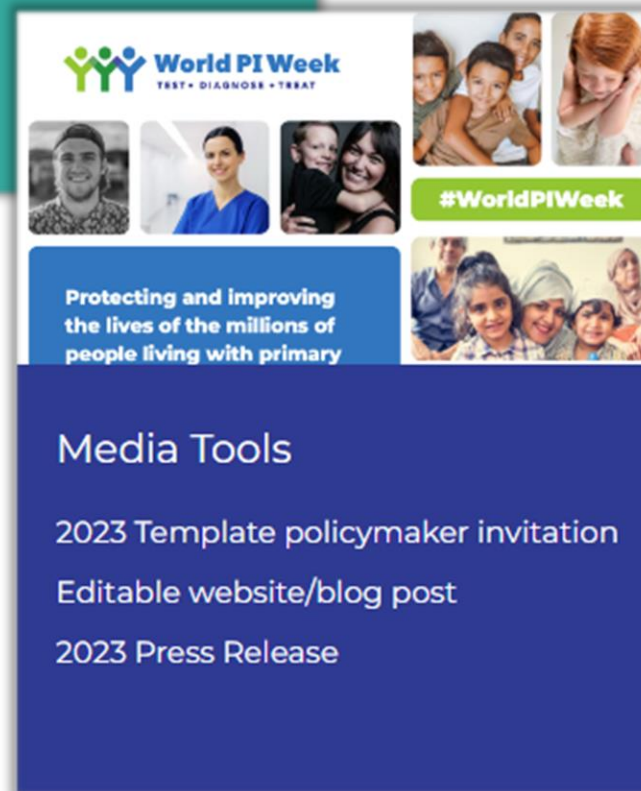 World PI Week
TEST • DIAGNOSE • TREAT
#WorldPIWeek
Protecting and improving
the lives of the millions of
people living with primary
Media Tools
2023 Template policymaker invitation
Editable website/blog post
2023 Press Release